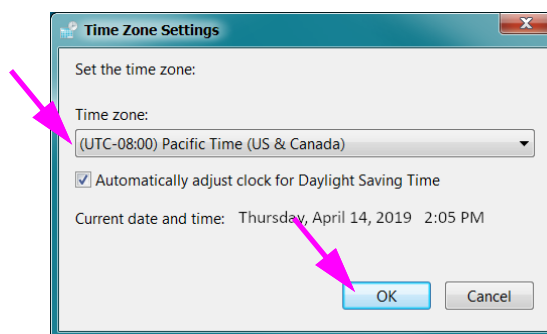 Time Zone Settings
Set the time zone:
Time zone:
(UTC-08:00) Pacific Time (US & Canada)
Automatically adjust clock for Daylight Saving Time
Current date and time: Thursday, April 14, 2019 2:05 PM
OK Cancel